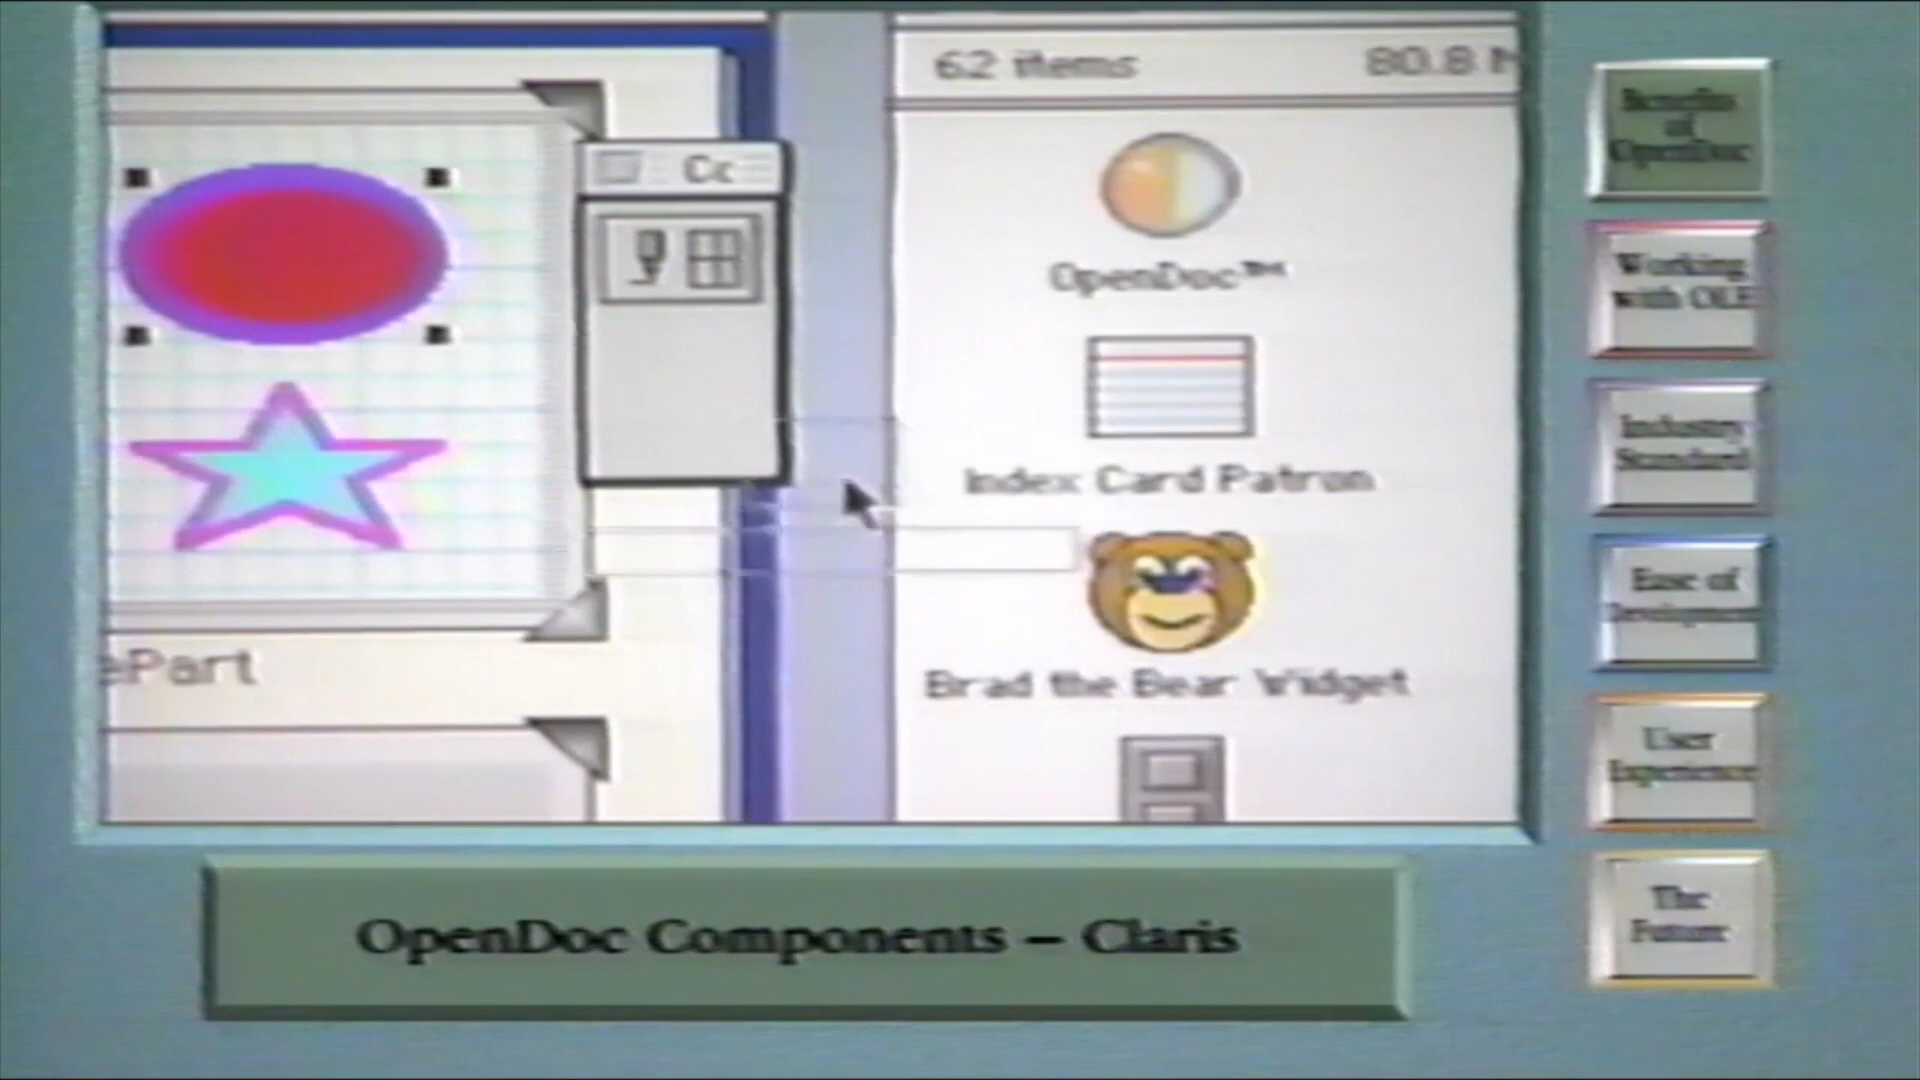 62 items
80.8 M
Cc
OpenDoc™
Index Card Patron
Brad the Bear Widget
ePart
OpenDoc Components – Claris
Benefits
of
OpenDoc
Working
with OLE
Industry
Standard
Ease of
Development
User
Experience
The
Future